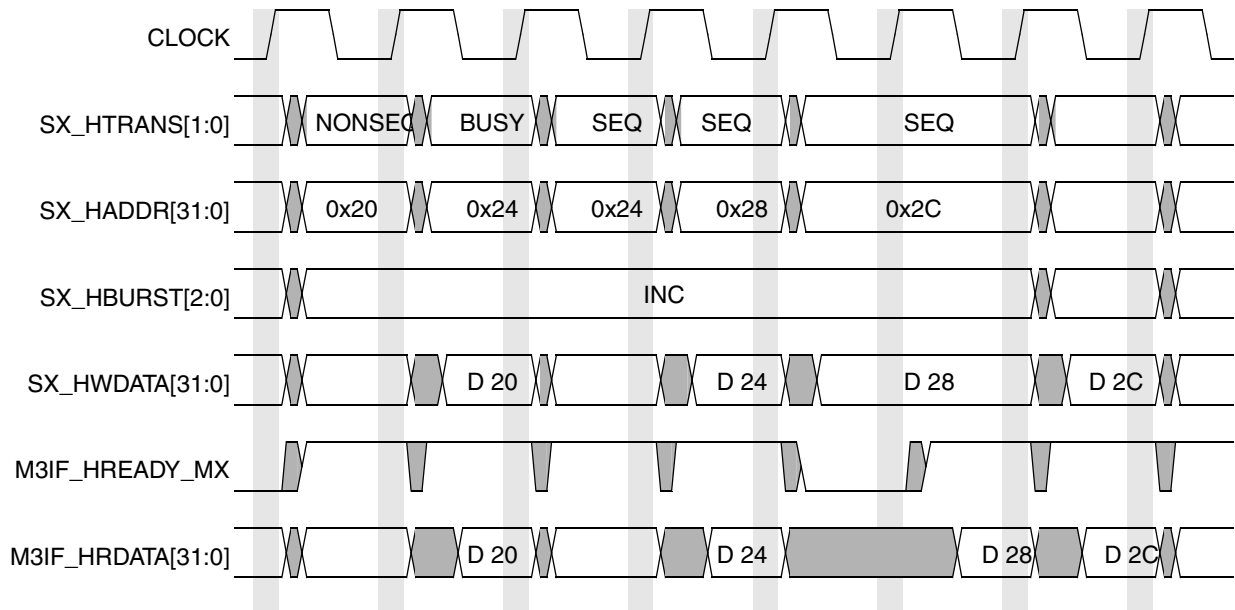 CLOCK
SX_HTRANS[1:0] NONSEQ BUSY SEQ SEQ SEQ
SX_HADDR[31:0] 0x20 0x24 0x24 0x28 0x2C
SX_HBURST[2:0] INC
SX_HWDATA[31:0] D 20 D 24 D 28 D 2C
M3IF_HREADY_MX
M3IF_HRDATA[31:0] D 20 D 24 D 28 D 2C